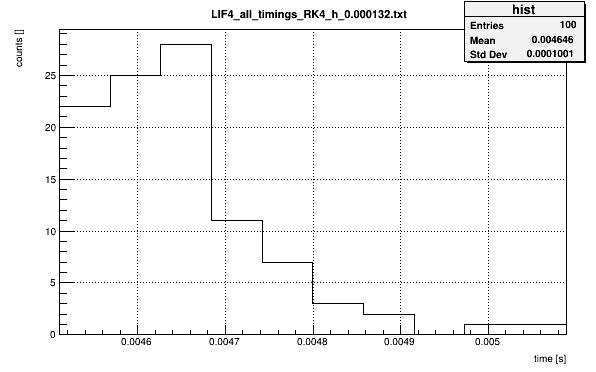 LIF4_all_timings_RK4_h_0.000132.txt
hist
Entries 100
Mean 0.004646
Std Dev 0.0001001
counts []
25
20
15
10
5
0
0.0046 0.0047 0.0048 0.0049 0.005
time [s]